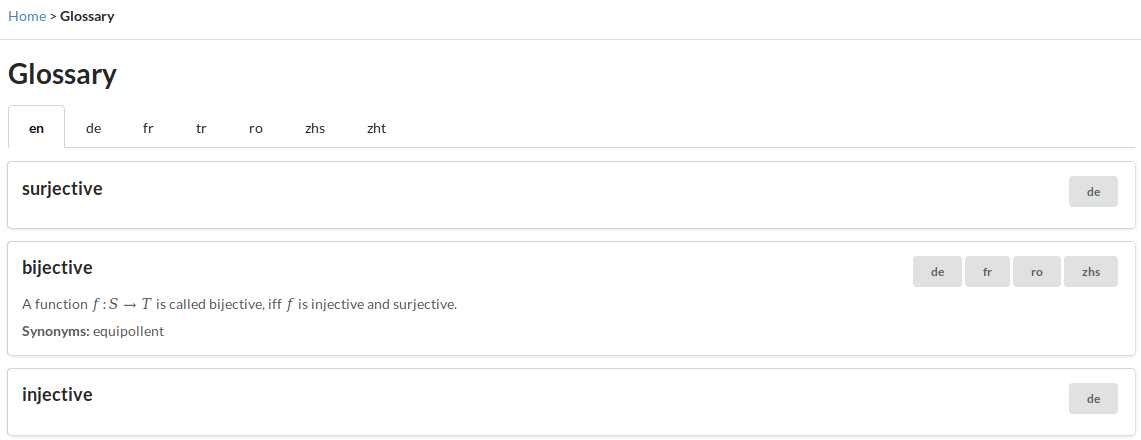 Home > Glossary
Glossary
en de fr tr ro zhs zht
surjective de
bijective de fr ro zhs
A function f : S → T is called bijective, iff f is injective and surjective.
Synonyms: equipollent
injective de